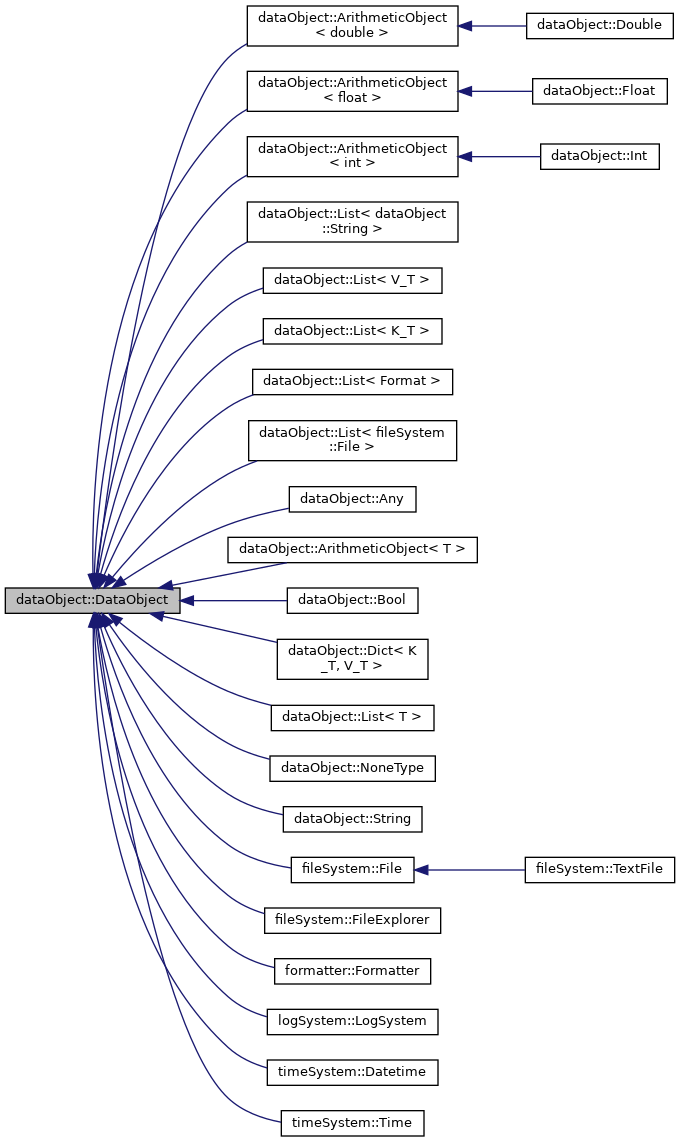 dataObject::ArithmeticObject
< double >
dataObject::Double
dataObject::ArithmeticObject
< float >
dataObject::Float
dataObject::ArithmeticObject
< int >
dataObject::Int
dataObject::List< dataObject
::String >
dataObject::List< V_T >
dataObject::List< K_T >
dataObject::List< Format >
dataObject::List< fileSystem
::File >
dataObject::Any
dataObject::ArithmeticObject< T >
dataObject::DataObject
dataObject::Bool
dataObject::Dict< K
_T, V_T >
dataObject::List< T >
dataObject::NoneType
dataObject::String
fileSystem::File
fileSystem::TextFile
fileSystem::FileExplorer
formatter::Formatter
logSystem::LogSystem
timeSystem::Datetime
timeSystem::Time